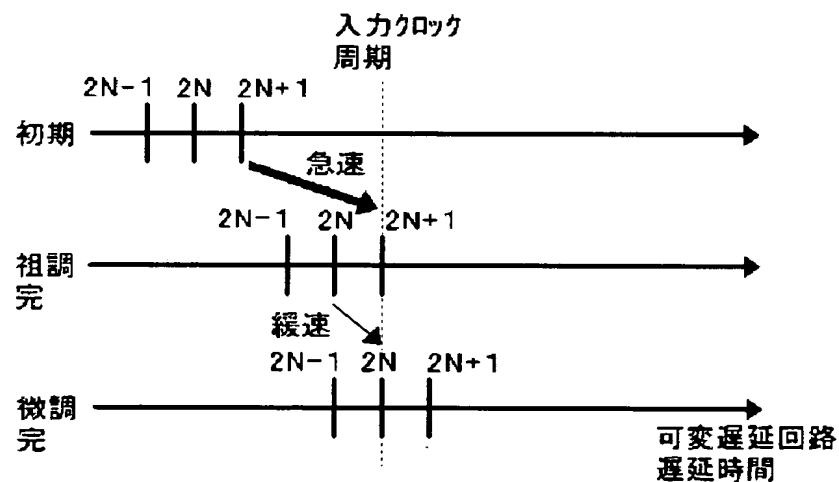 入力クロック
周期
2N-1 2N 2N+1
初期
急速
2N-1 2N 2N+1
祖調
完
緩速
2N-1 2N 2N+1
微調
完
可変遅延回路
遅延時間